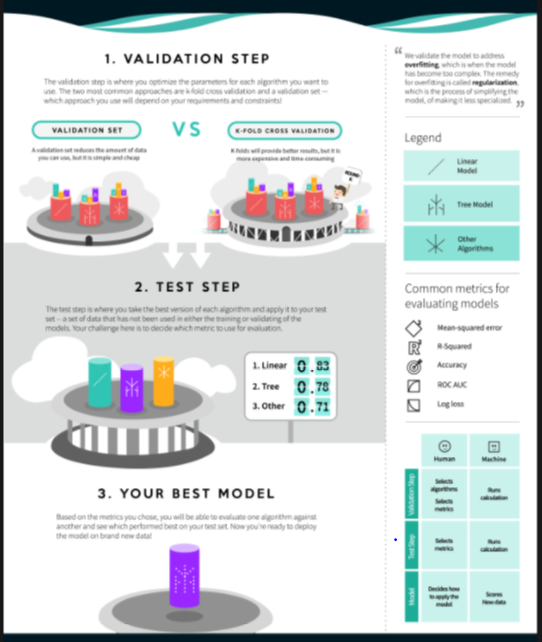 1. VALIDATION STEP
The validation step is where you optimize the parameters for each algorithm you want to
use. The two most common approaches are k-fold cross validation and a validation set –
which approach you use will depend on your requirements and constraints!
VALIDATION SET
VS
K-FOLD CROSS VALIDATION
A validation set reduces the amount of data
you can use, but it is simple and cheap
K-folds will provide better results, but it is
more expensive and time-consuming
ROUND
2. TEST STEP
The test step is where you take the best version of each algorithm and apply it to your test
set – a set of data that has not been used in either the training or validating of the
models. Your challenge here is to decide which metric to use for evaluation.
1. Linear 0.83
2. Tree 0.78
3. Other 0.71
3. YOUR BEST MODEL
Based on the metrics you chose, you will be able to evaluate one algorithm against
another and see which performed best on your test set. Now you're ready to deploy
the model on brand new data!
“
We validate the model to address
overfitting, which is when the model
has become too complex. The remedy
for overfitting is called regularization,
which is the process of simplifying the
model, of making it less specialized.
”
Legend
Linear
Model
Tree Model
Other
Algorithms
Common metrics for
evaluating models
Mean-squared error
R
R-Squared
Accuracy
ROC AUC
Log loss
Human
Machine
Validation Step
Selects
algorithms
Selects
metrics
Runs
calculation
Test Step
Selects
metrics
Runs
calculation
Model
Decides how
to apply the
model
Scores
New data